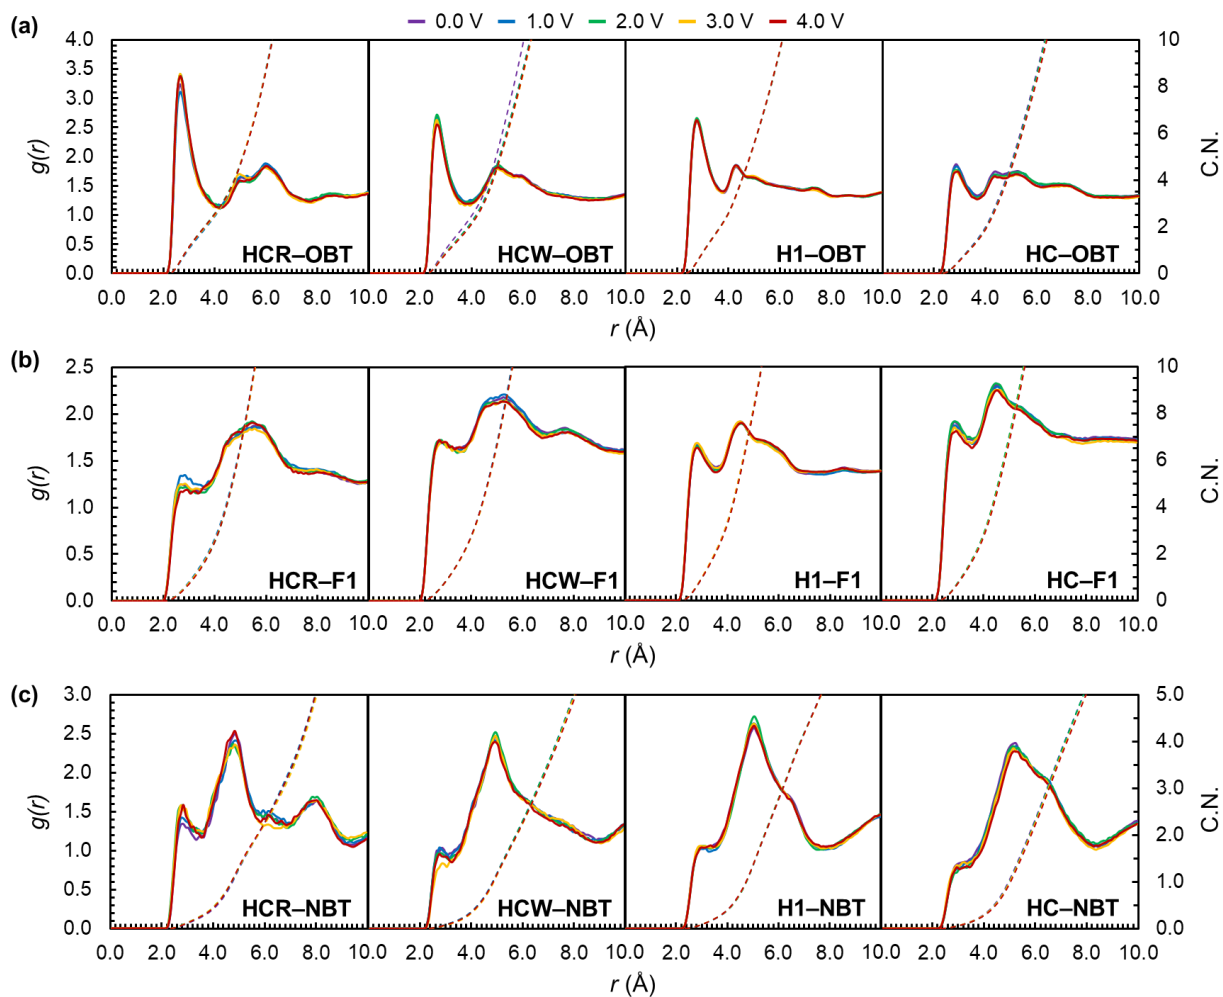 (a)
0.0 V 1.0 V 2.0 V 3.0 V 4.0 V
4.0 3.5 3.0 2.5 2.0 1.5 1.0 0.5 0.0
g(r)
HCR–OBT HCW–OBT H1–OBT HC–OBT
10 8 6 4 2 0
C.N.
0.0 2.0 4.0 6.0 8.0 10.0 2.0 4.0 6.0 8.0 10.0 2.0 4.0 6.0 8.0 10.0 2.0 4.0 6.0 8.0 10.0
r (Å)
(b)
2.5 2.0 1.5 1.0 0.5 0.0
g(r)
HCR–F1 HCW–F1 H1–F1 HC–F1
10 8 6 4 2 0
C.N.
0.0 2.0 4.0 6.0 8.0 10.0 2.0 4.0 6.0 8.0 10.0 2.0 4.0 6.0 8.0 10.0 2.0 4.0 6.0 8.0 10.0
r (Å)
(c)
3.0 2.5 2.0 1.5 1.0 0.5 0.0
g(r)
HCR–NBT HCW–NBT H1–NBT HC–NBT
5.0 4.0 3.0 2.0 1.0 0.0
C.N.
0.0 2.0 4.0 6.0 8.0 10.0 2.0 4.0 6.0 8.0 10.0 2.0 4.0 6.0 8.0 10.0 2.0 4.0 6.0 8.0 10.0
r (Å)